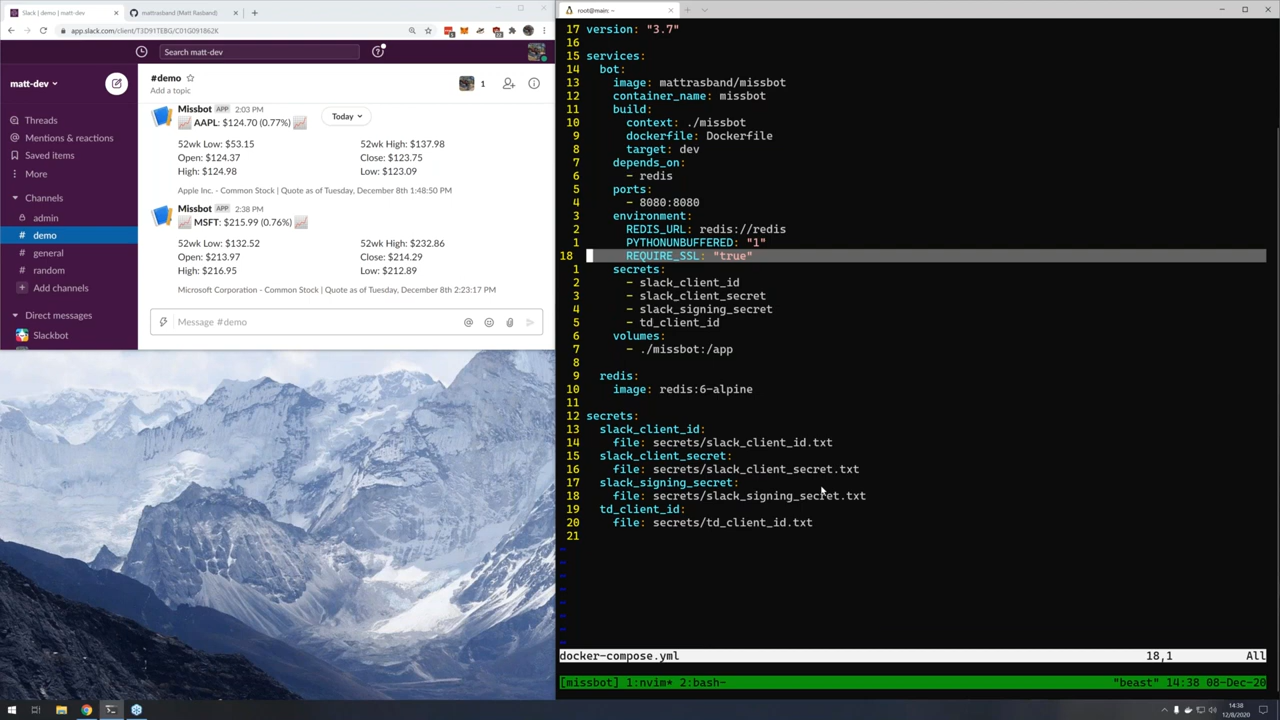 Slack | demo | matt-dev
mattrasband (Matt Rasband)
app.slack.com/client/T3D91TEBG/C01G091862K
Search matt-dev
matt-dev
Threads
Mentions & reactions
Saved items
More
Channels
# admin
# demo
# general
# random
Add channels
Direct messages
Slackbot
#demo
Add a topic
1
Today
Missbot APP 2:03 PM
AAPL: $124.70 (0.77%)
52wk Low: $53.15 52wk High: $137.98
Open: $124.37 Close: $123.75
High: $124.98 Low: $123.09
Apple Inc. - Common Stock | Quote as of Tuesday, December 8th 1:48:50 PM
Missbot APP 2:38 PM
MSFT: $215.99 (0.76%)
52wk Low: $132.52 52wk High: $232.86
Open: $213.97 Close: $214.29
High: $216.95 Low: $212.89
Microsoft Corporation - Common Stock | Quote as of Tuesday, December 8th 2:23:17 PM
Message #demo
root@main: ~
17 version: "3.7"
16
15 services:
14 bot:
13 image: mattrasband/missbot
12 container_name: missbot
11 build:
10 context: ./missbot
9 dockerfile: Dockerfile
8 target: dev
7 depends_on:
6 - redis
5 ports:
4 - 8080:8080
3 environment:
2 REDIS_URL: redis://redis
1 PYTHONUNBUFFERED: "1"
18 REQUIRE_SSL: "true"
1 secrets:
2 - slack_client_id
3 - slack_client_secret
4 - slack_signing_secret
5 - td_client_id
6 volumes:
7 - ./missbot:/app
8
9 redis:
10 image: redis:6-alpine
11
12 secrets:
13 slack_client_id:
14 file: secrets/slack_client_id.txt
15 slack_client_secret:
16 file: secrets/slack_client_secret.txt
17 slack_signing_secret:
18 file: secrets/slack_signing_secret.txt
19 td_client_id:
20 file: secrets/td_client_id.txt
21
~
~
~
~
~
~
~
~
docker-compose.yml 18,1 All
[missbot] 1:nvim* 2:bash- "beast" 14:38 08-Dec-20
14:38
12/8/2020